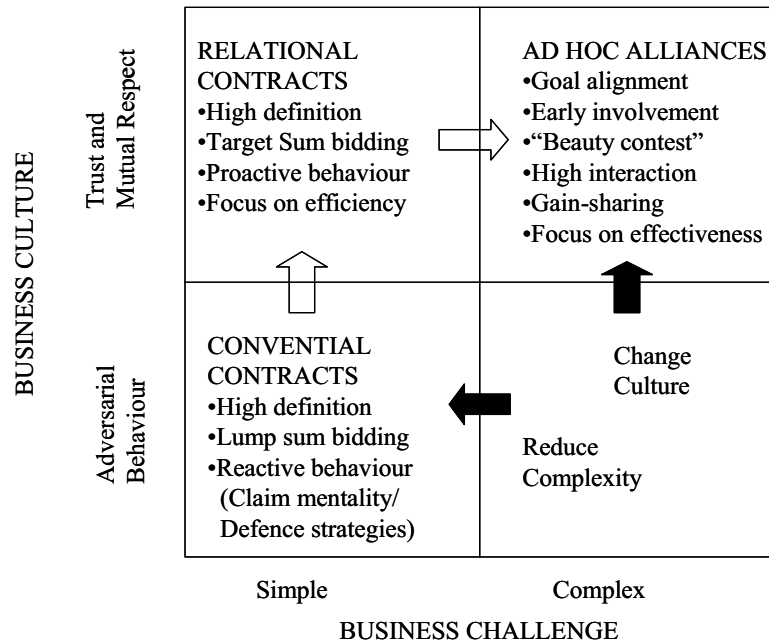 BUSINESS CULTURE
Trust and
Mutual Respect
RELATIONAL
CONTRACTS
•High definition
•Target Sum bidding
•Proactive behaviour
•Focus on efficiency
AD HOC ALLIANCES
•Goal alignment
•Early involvement
•“Beauty contest”
•High interaction
•Gain-sharing
•Focus on effectiveness
Adversarial
Behaviour
CONVENTIAL
CONTRACTS
•High definition
•Lump sum bidding
•Reactive behaviour
(Claim mentality/
Defence strategies)
Change
Culture
Reduce
Complexity
Simple
Complex
BUSINESS CHALLENGE